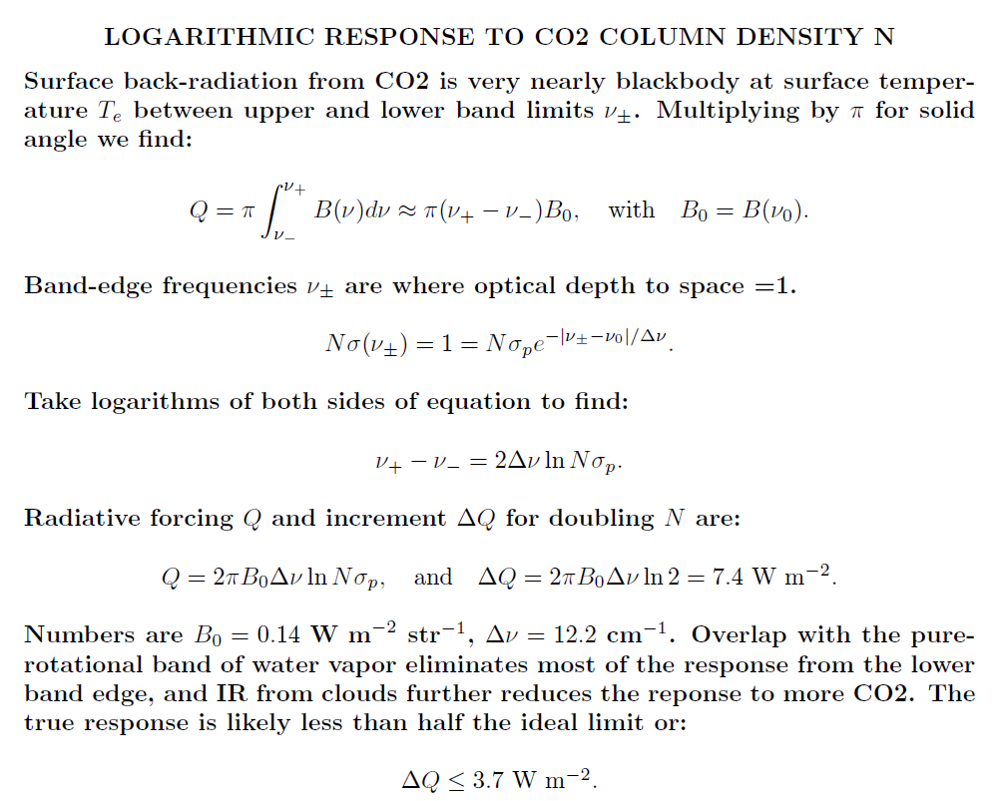 LOGARITHMIC RESPONSE TO CO2 COLUMN DENSITY N
Surface back-radiation from CO2 is very nearly blackbody at surface temper-
ature $T_e$ between upper and lower band limits $\nu_\pm$. Multiplying by $\pi$ for solid
angle we find:
$Q = \pi \int_{\nu_-}^{\nu_+} B(\nu)d\nu \approx \pi(\nu_+ - \nu_-)B_0, \quad \text{with} \quad B_0 = B(\nu_0).$
Band-edge frequencies $\nu_\pm$ are where optical depth to space =1.
$N\sigma(\nu_\pm) = 1 = N\sigma_p e^{-|\nu_\pm - \nu_0|/\Delta\nu}.$
Take logarithms of both sides of equation to find:
$\nu_+ - \nu_- = 2\Delta\nu \ln N\sigma_p.$
Radiative forcing $Q$ and increment $\Delta Q$ for doubling $N$ are:
$Q = 2\pi B_0 \Delta\nu \ln N\sigma_p, \quad \text{and} \quad \Delta Q = 2\pi B_0 \Delta\nu \ln 2 = 7.4 \text{ W m}^{-2}.$
Numbers are $B_0 = 0.14$ W m$^{-2}$ str$^{-1}$, $\Delta\nu = 12.2$ cm$^{-1}$. Overlap with the pure-
rotational band of water vapor eliminates most of the response from the lower
band edge, and IR from clouds further reduces the reponse to more CO2. The
true response is likely less than half the ideal limit or:
$\Delta Q \leq 3.7 \text{ W m}^{-2}.$